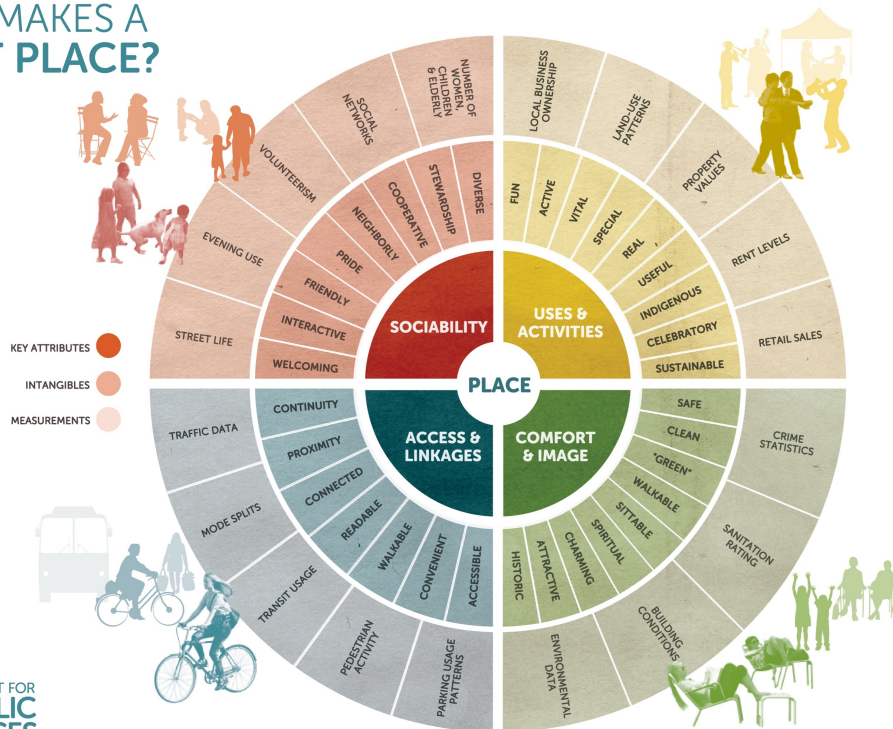 MAKES A
PLACE?
KEY ATTRIBUTES
INTANGIBLES
MEASUREMENTS
PLACE
SOCIABILITY
USES &
ACTIVITIES
ACCESS &
LINKAGES
COMFORT
& IMAGE
WELCOMING
INTERACTIVE
FRIENDLY
PRIDE
NEIGHBORLY
COOPERATIVE
STEWARDSHIP
DIVERSE
FUN
ACTIVE
VITAL
SPECIAL
REAL
USEFUL
INDIGENOUS
CELEBRATORY
SUSTAINABLE
SAFE
CLEAN
"GREEN"
WALKABLE
SITTABLE
SPIRITUAL
CHARMING
ATTRACTIVE
HISTORIC
ACCESSIBLE
CONVENIENT
WALKABLE
READABLE
CONNECTED
PROXIMITY
CONTINUITY
STREET LIFE
EVENING USE
VOLUNTEERISM
SOCIAL
NETWORKS
NUMBER OF
WOMEN,
CHILDREN
& ELDERLY
LOCAL BUSINESS
OWNERSHIP
LAND-USE
PATTERNS
PROPERTY
VALUES
RENT LEVELS
RETAIL SALES
CRIME
STATISTICS
SANITATION
RATING
BUILDING
CONDITIONS
ENVIRONMENTAL
DATA
PARKING USAGE
PATTERNS
PEDESTRIAN
ACTIVITY
TRANSIT USAGE
MODE SPLITS
TRAFFIC DATA
FOR